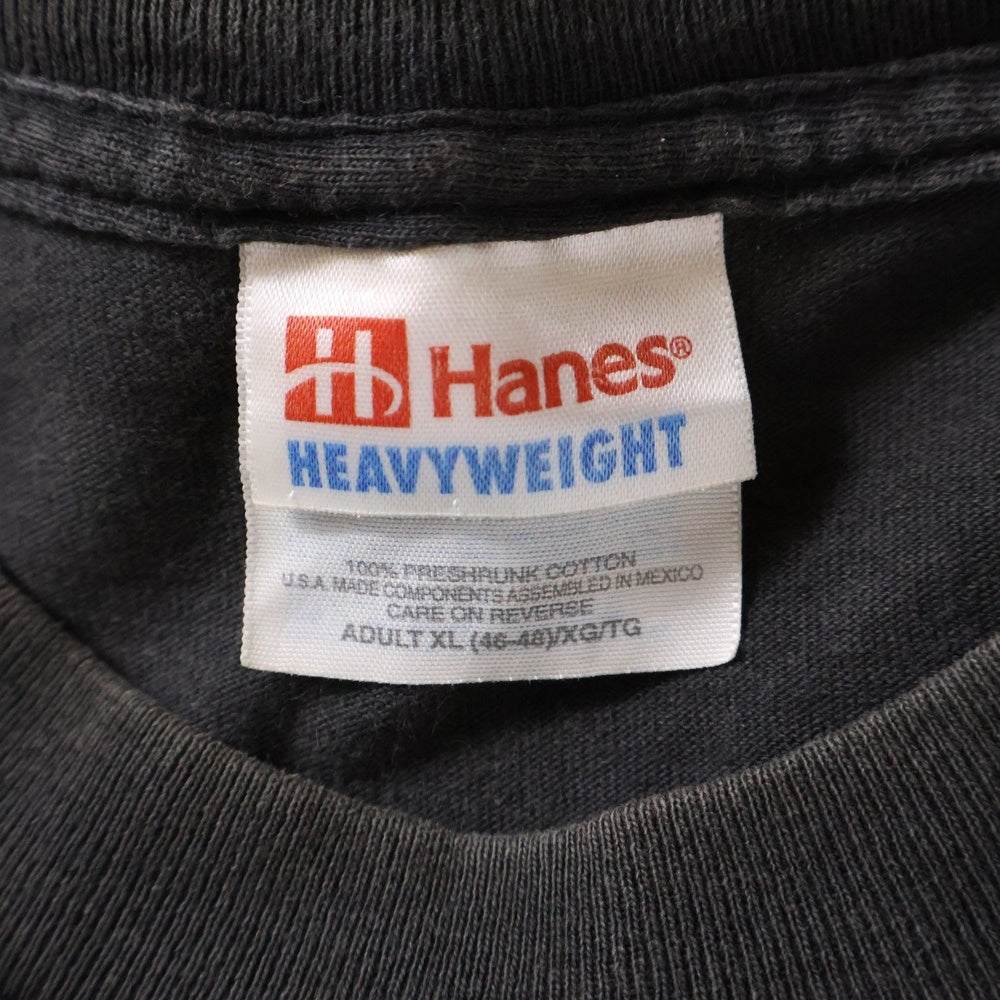 H Hanes®
HEAVYWEIGHT
100% PRESHRUNK COTTON
U.S.A. MADE COMPONENTS ASSEMBLED IN MEXICO
CARE ON REVERSE
ADULT XL (46-48)/XG/TG